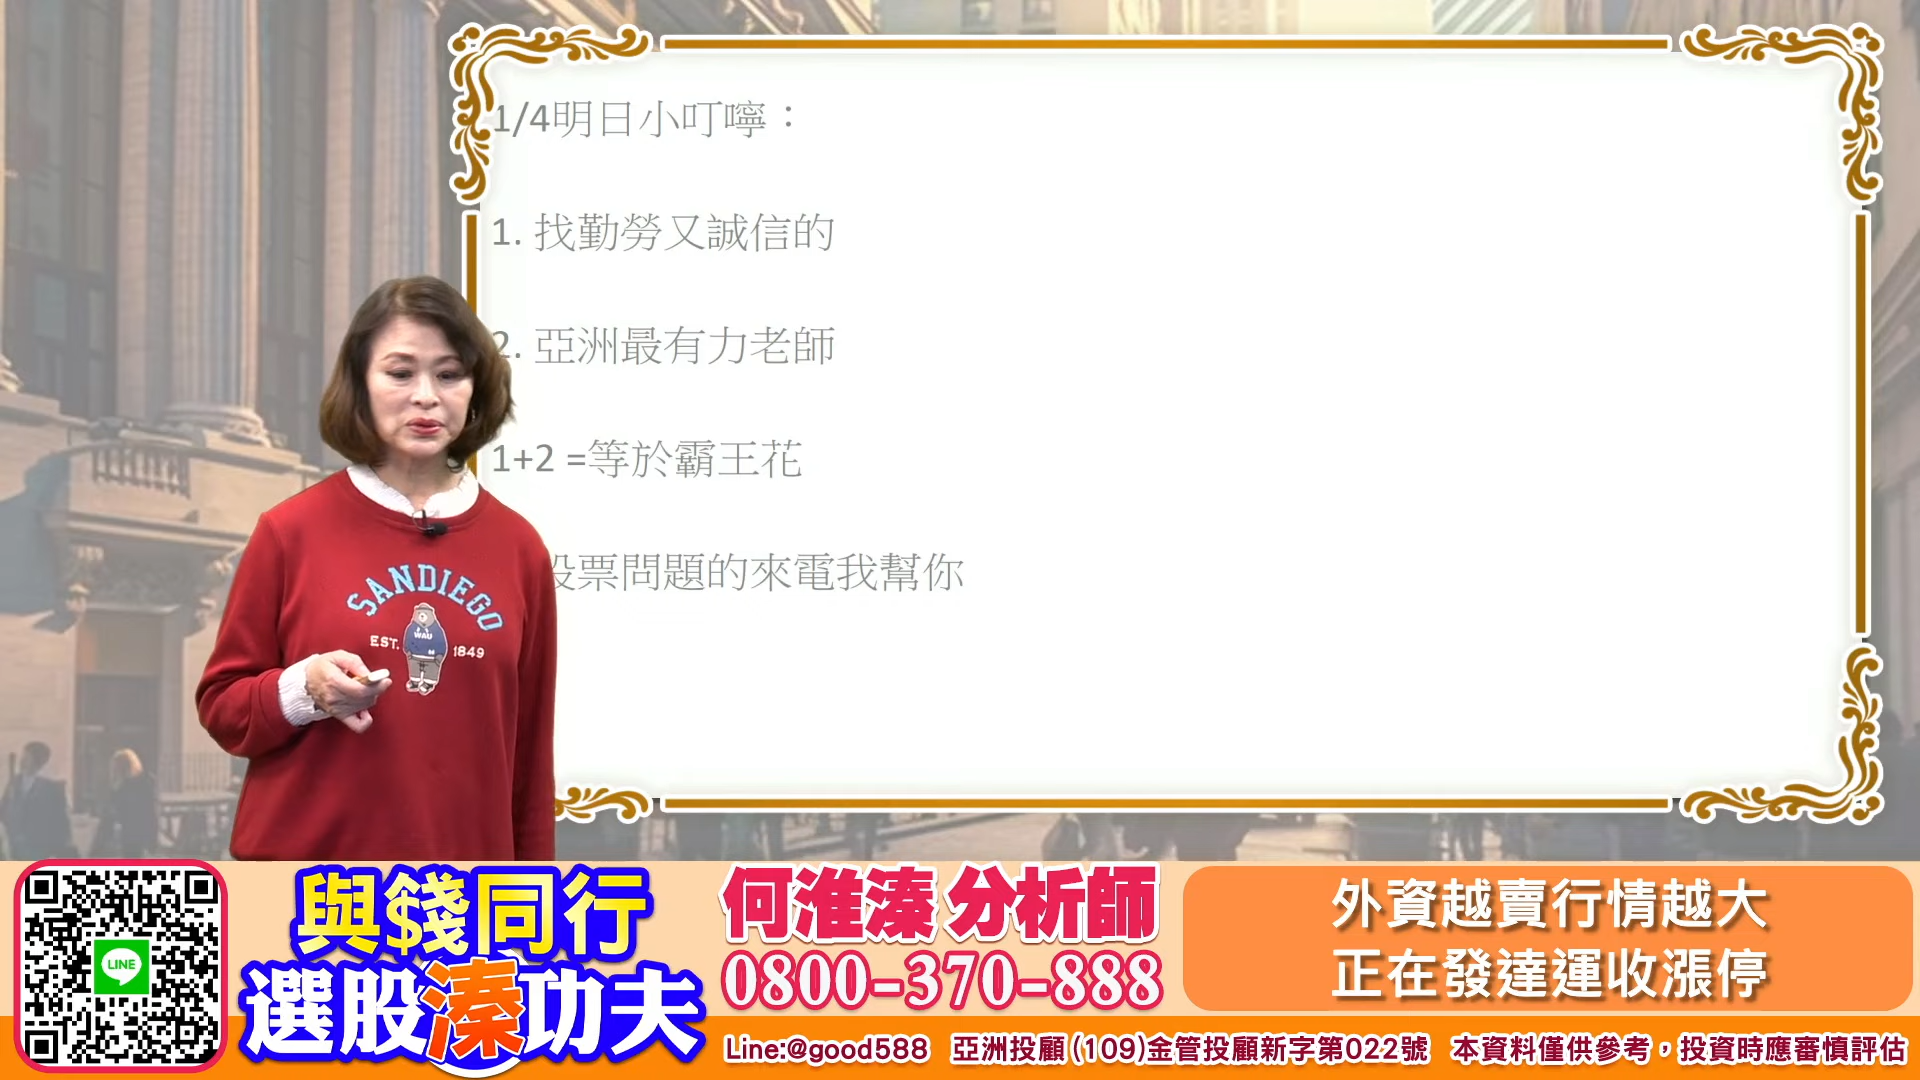 1/4明日小叮嚀：
1. 找勤勞又誠信的
2. 亞洲最有力老師
1+2 =等於霸王花
股票問題的來電我幫你
SANDIEGO
WAU
EST. 1849
與錢同行
選股溱功夫
何淮溱 分析師
0800-370-888
外資越賣行情越大
正在發達運收漲停
LINE
Line:@good588 亞洲投顧 (109)金管投顧新字第022號 本資料僅供參考，投資時應審慎評估